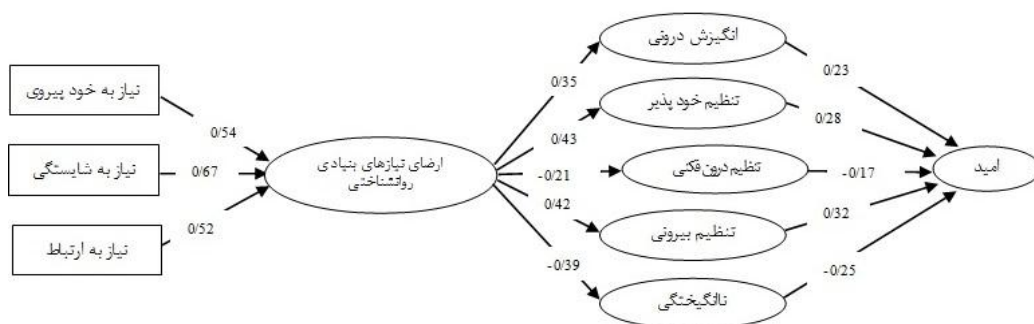 نیاز به خود پیروی
نیاز به شایستگی
نیاز به ارتباط
0/54
0/67
0/52
ارضای نیازهای بنیادی
روانشناختی
0/35
0/43
-0/21
0/42
-0/39
انگیزش درونی
تنظیم خود پذیر
تنظیم درون فکنی
تنظیم بیرونی
ناانگیختگی
0/23
0/28
-0/17
0/32
-0/25
امید